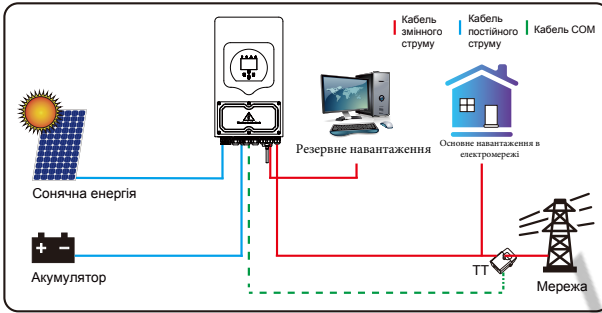 Кабель
змінного
струму
Кабель
постійного
струму
Кабель COM
Резервне навантаження
Основне навантаження в
електромережі
Сонячна енергія
Акумулятор
ТТ
Мережа